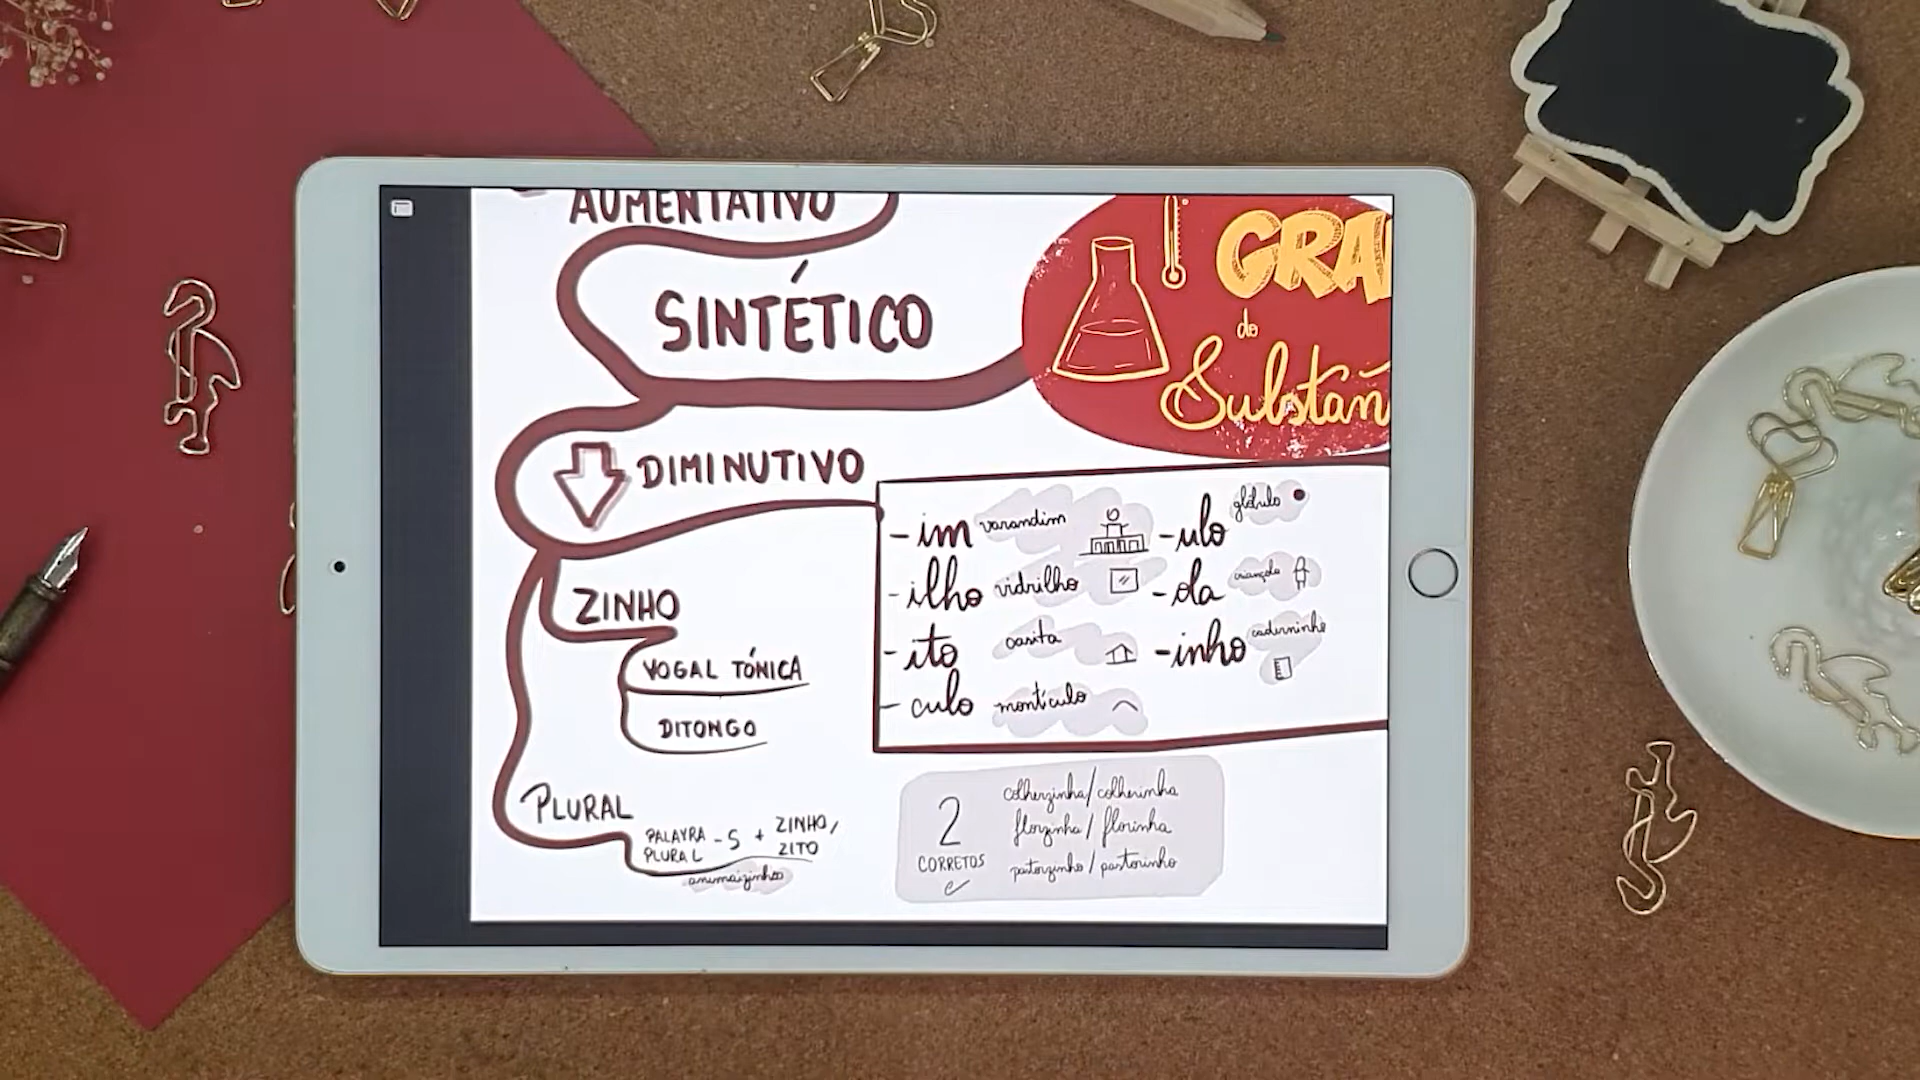 AUMENTATIVO
SINTÉTICO
GRA
do
Substân
DIMINUTIVO
-im varandim
-ilho vidrilho
-ito casita
- culo montículo
-ulo glóbulo
-ola criançola
-inho caderninho
ZINHO
VOGAL TÓNICA
DITONGO
PLURAL
PALAVRA PLURAL - S + ZINHO/ ZITO
animaizinhos
2
CORRETOS
colherzinha/colherinha
florzinha/florinha
pastorzinho/pastorinho